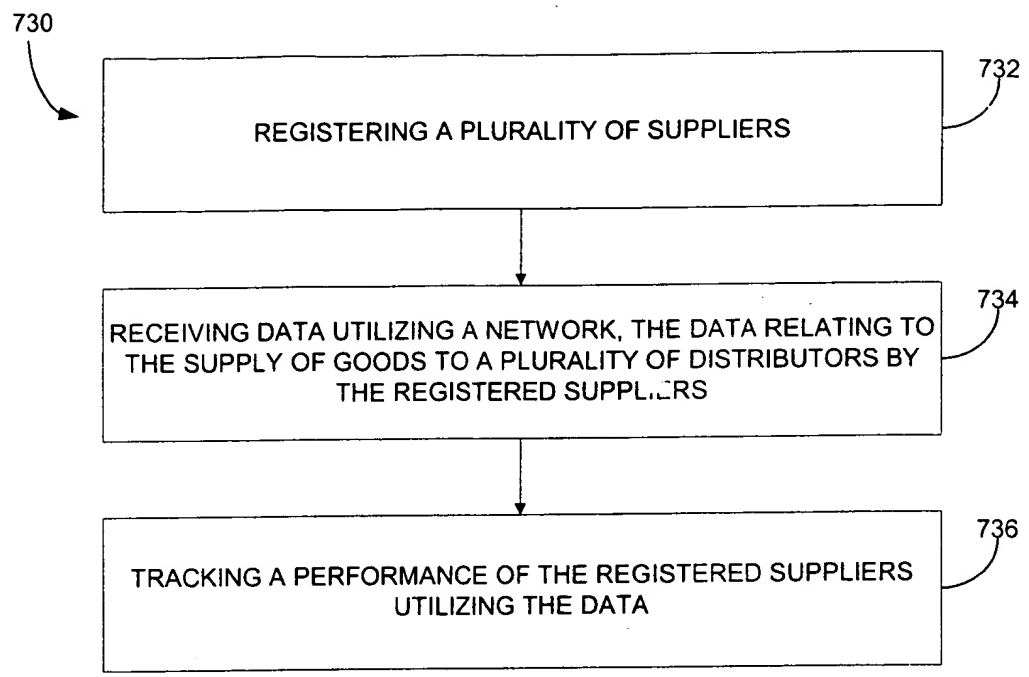 730
732
REGISTERING A PLURALITY OF SUPPLIERS
734
RECEIVING DATA UTILIZING A NETWORK, THE DATA RELATING TO
THE SUPPLY OF GOODS TO A PLURALITY OF DISTRIBUTORS BY
THE REGISTERED SUPPLIERS
736
TRACKING A PERFORMANCE OF THE REGISTERED SUPPLIERS
UTILIZING THE DATA